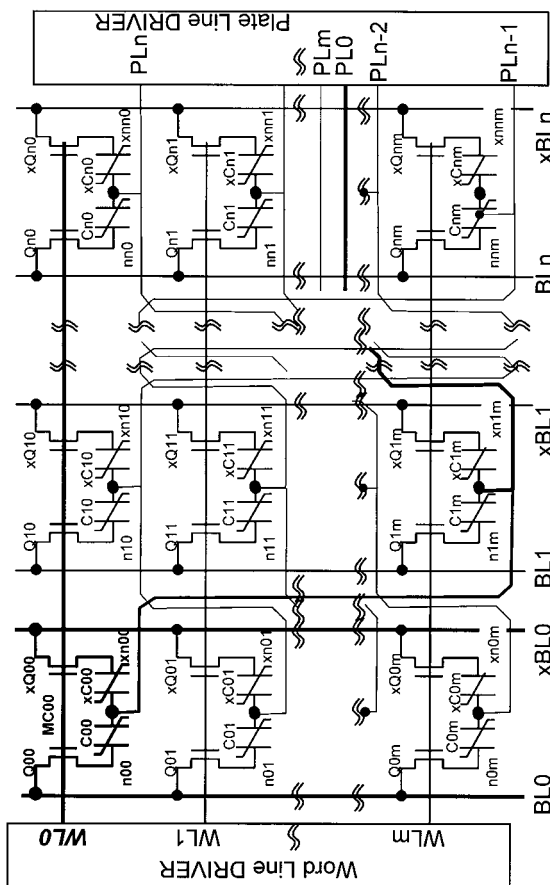 Plate Line DRIVER
PLn
PLm
PL0
PLn-2
PLn-1
xQn0
xnn0
xCn0
Cn0
Qn0
nn0
xQn1
xnn1
xCn1
Cn1
Qn1
nn1
xQnm
xnnm
xCnm
Cnm
Qnm
nnm
xBLn
BLn
xQ10
xn10
xC10
C10
Q10
n10
xQ11
xn11
xC11
C11
Q11
n11
xQ1m
xn1m
xC1m
C1m
Q1m
n1m
xBL1
BL1
xQ00
xn00
xC00
C00
MC00
Q00
n00
xQ01
xn01
xC01
C01
Q01
n01
xQ0m
xn0m
xC0m
C0m
Q0m
n0m
xBL0
BL0
WL0
WL1
WLm
Word Line DRIVER